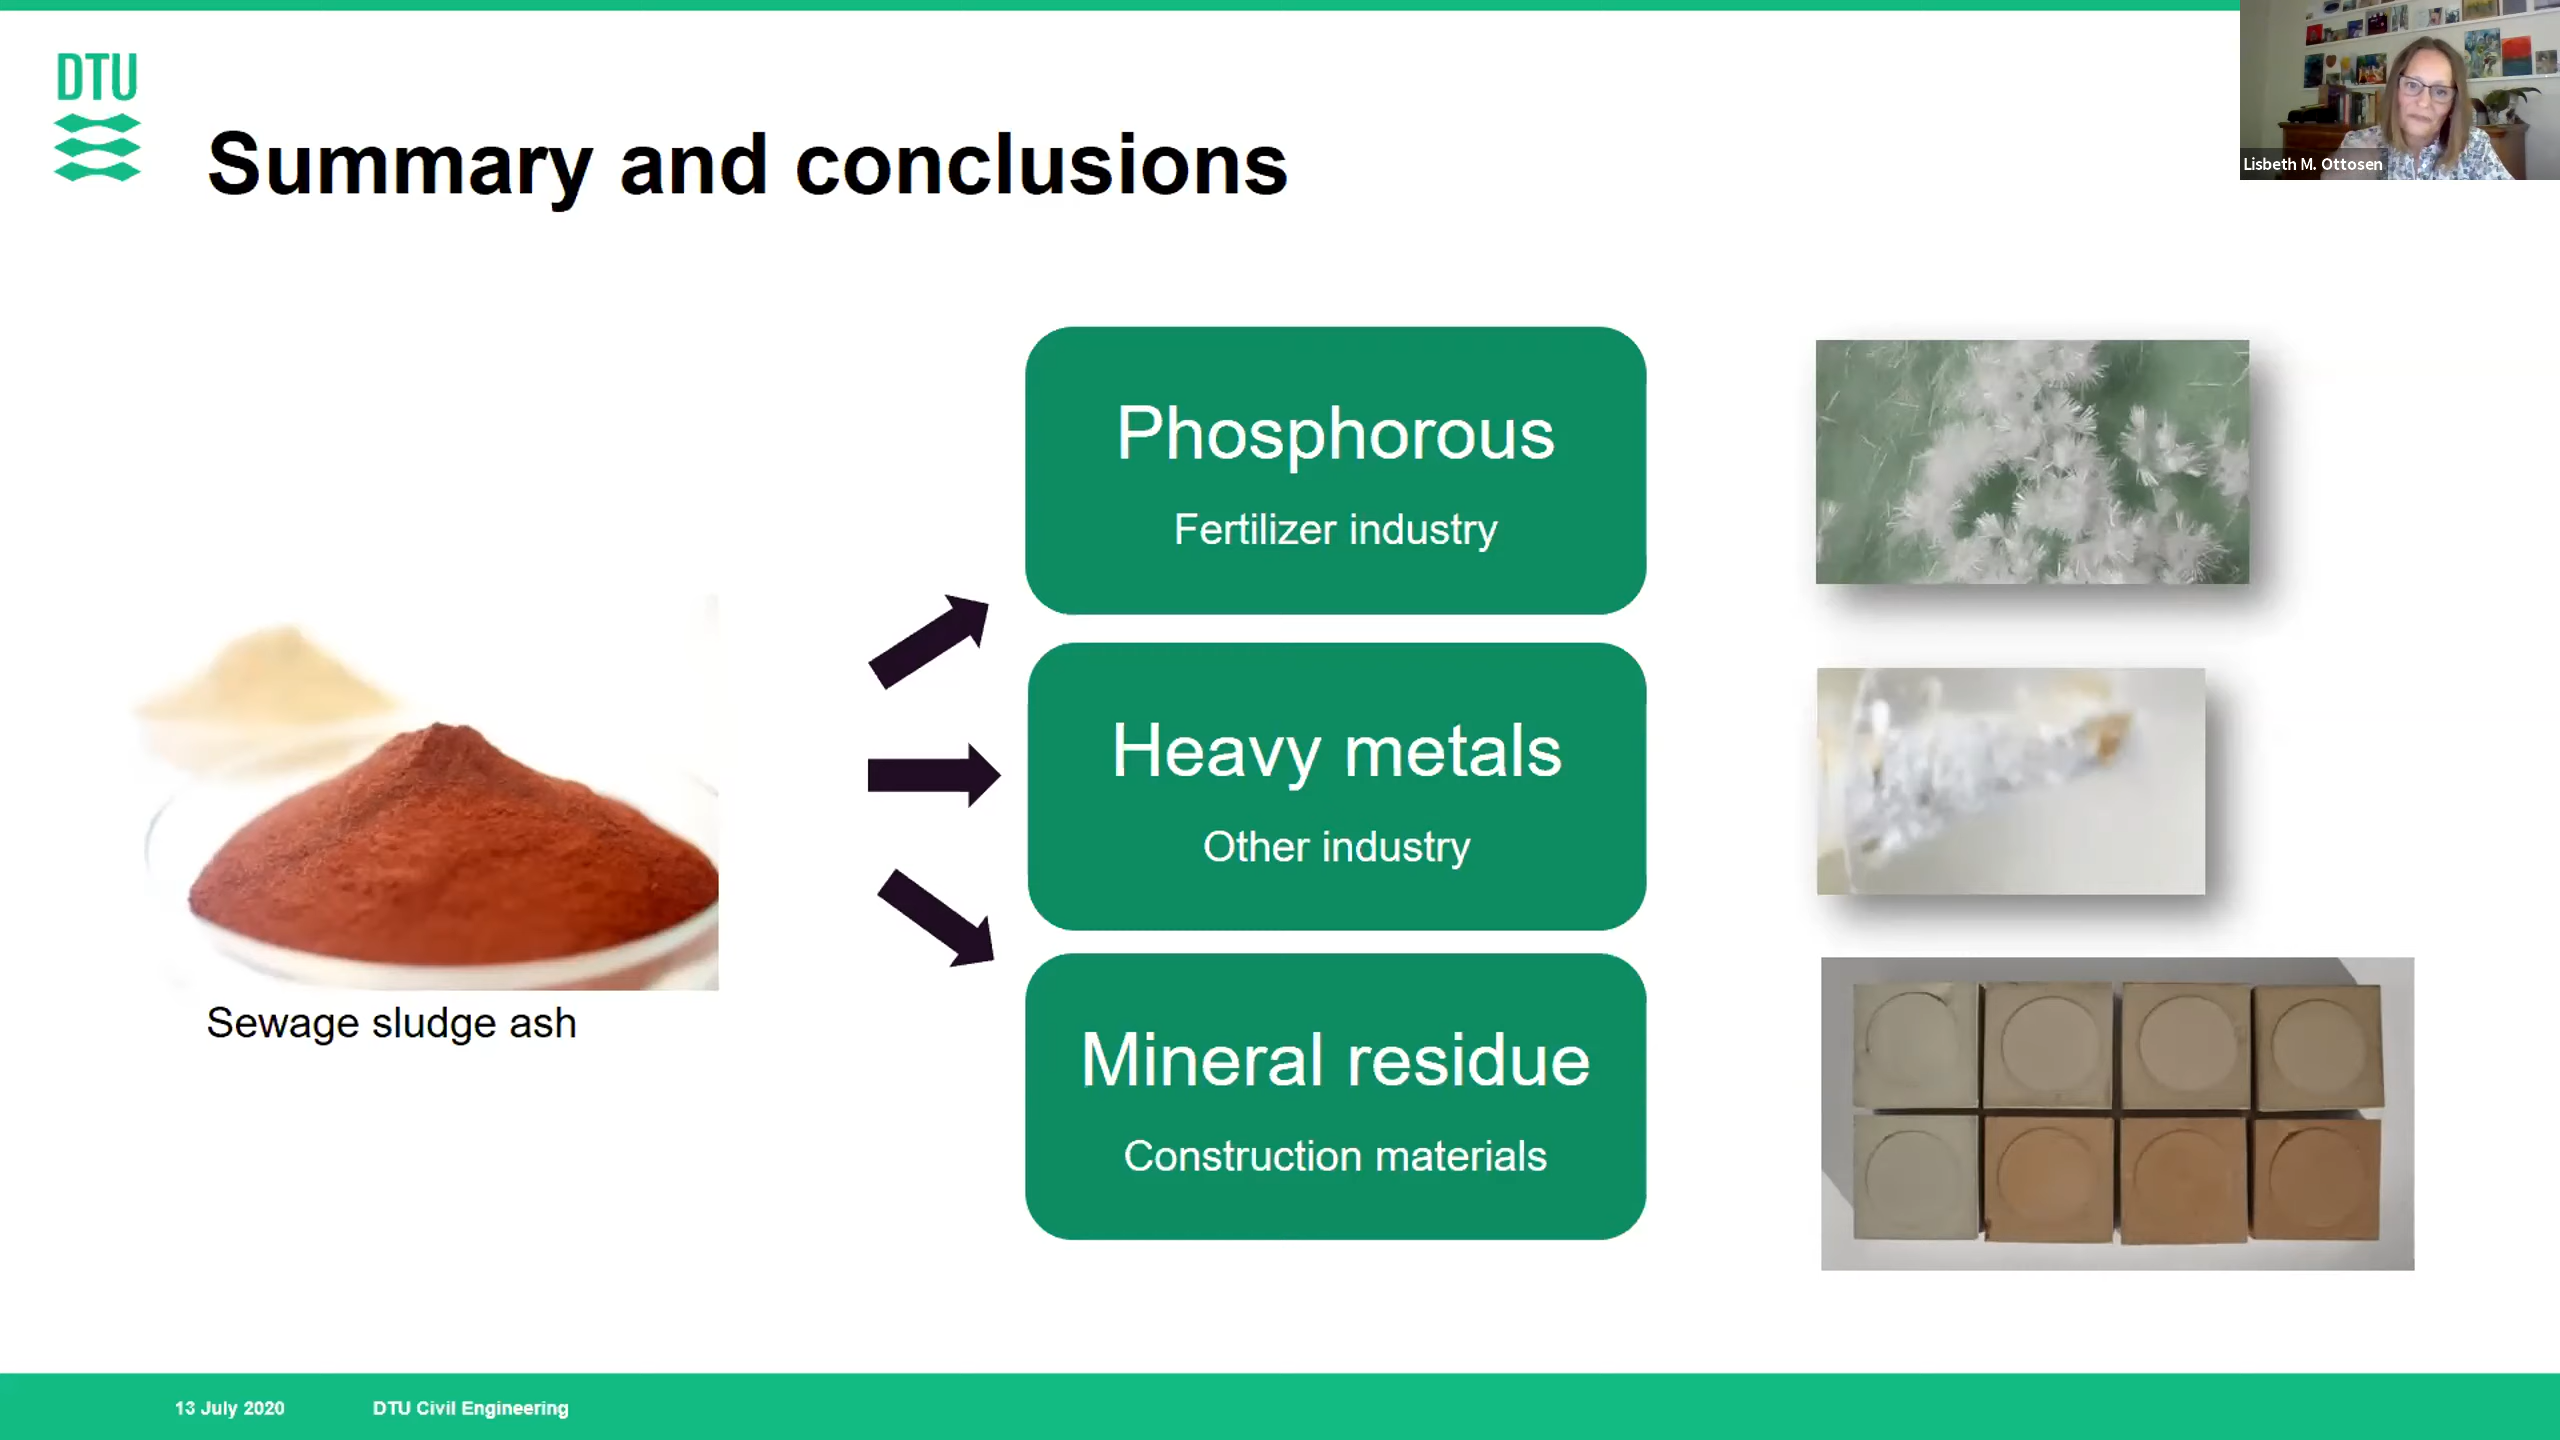 DTU
Summary and conclusions
Lisbeth M. Ottosen
Phosphorous
Fertilizer industry
Heavy metals
Other industry
Mineral residue
Construction materials
Sewage sludge ash
13 July 2020
DTU Civil Engineering